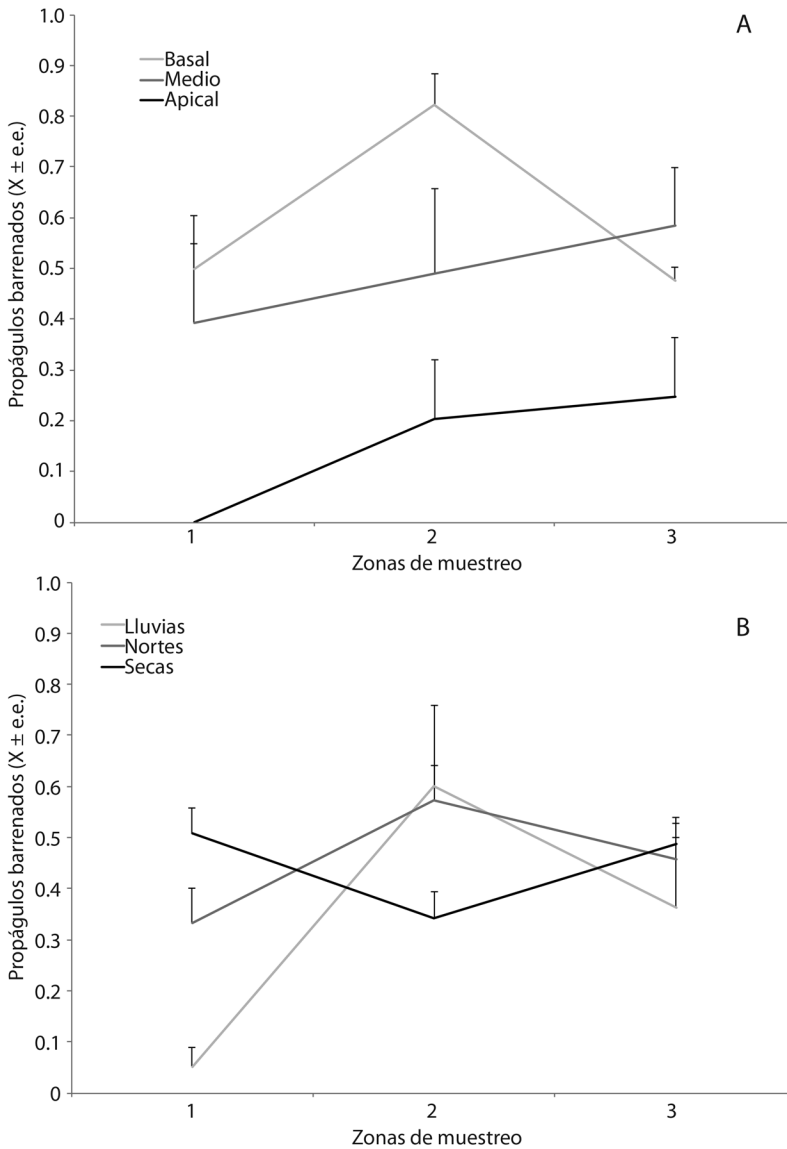 A
Basal
Medio
Apical
Propágulos barrenados (X ± e.e.)
1.0
0.9
0.8
0.7
0.6
0.5
0.4
0.3
0.2
0.1
0
1 2 3
Zonas de muestreo
B
Lluvias
Nortes
Secas
Propágulos barrenados (X ± e.e.)
1.0
0.9
0.8
0.7
0.6
0.5
0.4
0.3
0.2
0.1
0
1 2 3
Zonas de muestreo